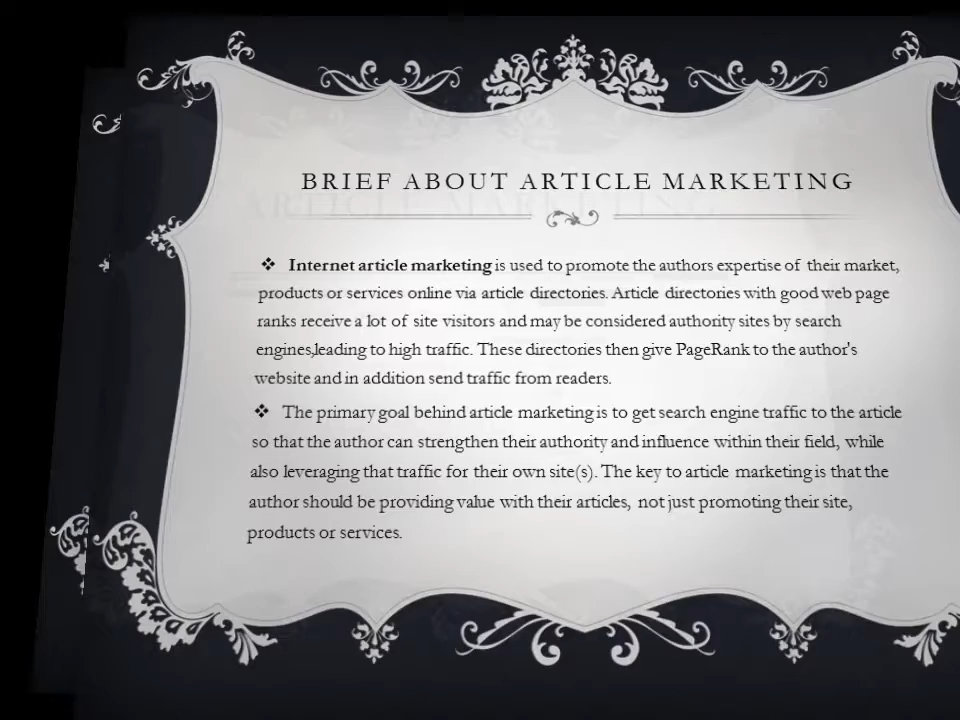 BRIEF ABOUT ARTICLE MARKETING
❖ Internet article marketing is used to promote the authors expertise of their market,
products or services online via article directories. Article directories with good web page
ranks receive a lot of site visitors and may be considered authority sites by search
engines,leading to high traffic. These directories then give PageRank to the author's
website and in addition send traffic from readers.
❖ The primary goal behind article marketing is to get search engine traffic to the article
so that the author can strengthen their authority and influence within their field, while
also leveraging that traffic for their own site(s). The key to article marketing is that the
author should be providing value with their articles, not just promoting their site,
products or services.